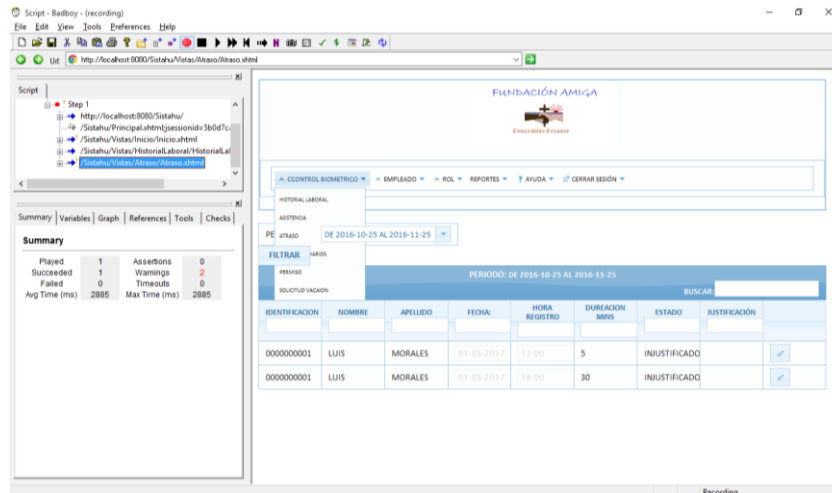 Script - Badboy - (recording)
File Edit View Tools Preferences Help
Url: http://localhost:8080/Sistahu/Vistas/Atraso/Atraso.xhtml
Script
Step 1
http://localhost:8080/Sistahu/
/Sistahu/Principal.xhtml;jsessionid=5b0d7c
/Sistahu/Vistas/Inicio/Inicio.xhtml
/Sistahu/Vistas/HistorialLaboral/HistorialLal
/Sistahu/Vistas/Atraso/Atraso.xhtml
Summary Variables Graph References Tools Checks
Summary
Played 1 Assertions 0
Succeeded 1 Warnings 2
Failed 0 Timeouts 0
Avg Time (ms) 2885 Max Time (ms) 2885
FUNDACIÓN AMIGA
Esmeraldas-Ecuador
CCONTROL BIOMETRICO EMPLEADO ROL REPORTES ? AYUDA CERRAR SESIÓN
HISTORIAL LABORAL
ASISTENCIA
PE ATRASO DE 2016-10-25 AL 2016-11-25
FILTRAR ARIOS
PERMISO PERIODO: DE 2016-10-25 AL 2016-11-25
SOLICITUD VACAION BUSCAR:
IDENTIFICACION NOMBRE APELLIDO FECHA: HORA REGISTRO DUREACION MINS ESTADO JUSTIFICACIÓN
0000000001 LUIS MORALES 01-05-2017 12:00 5 INJUSTIFICADO
0000000001 LUIS MORALES 01-05-2017 18:00 30 INJUSTIFICADO
Recording